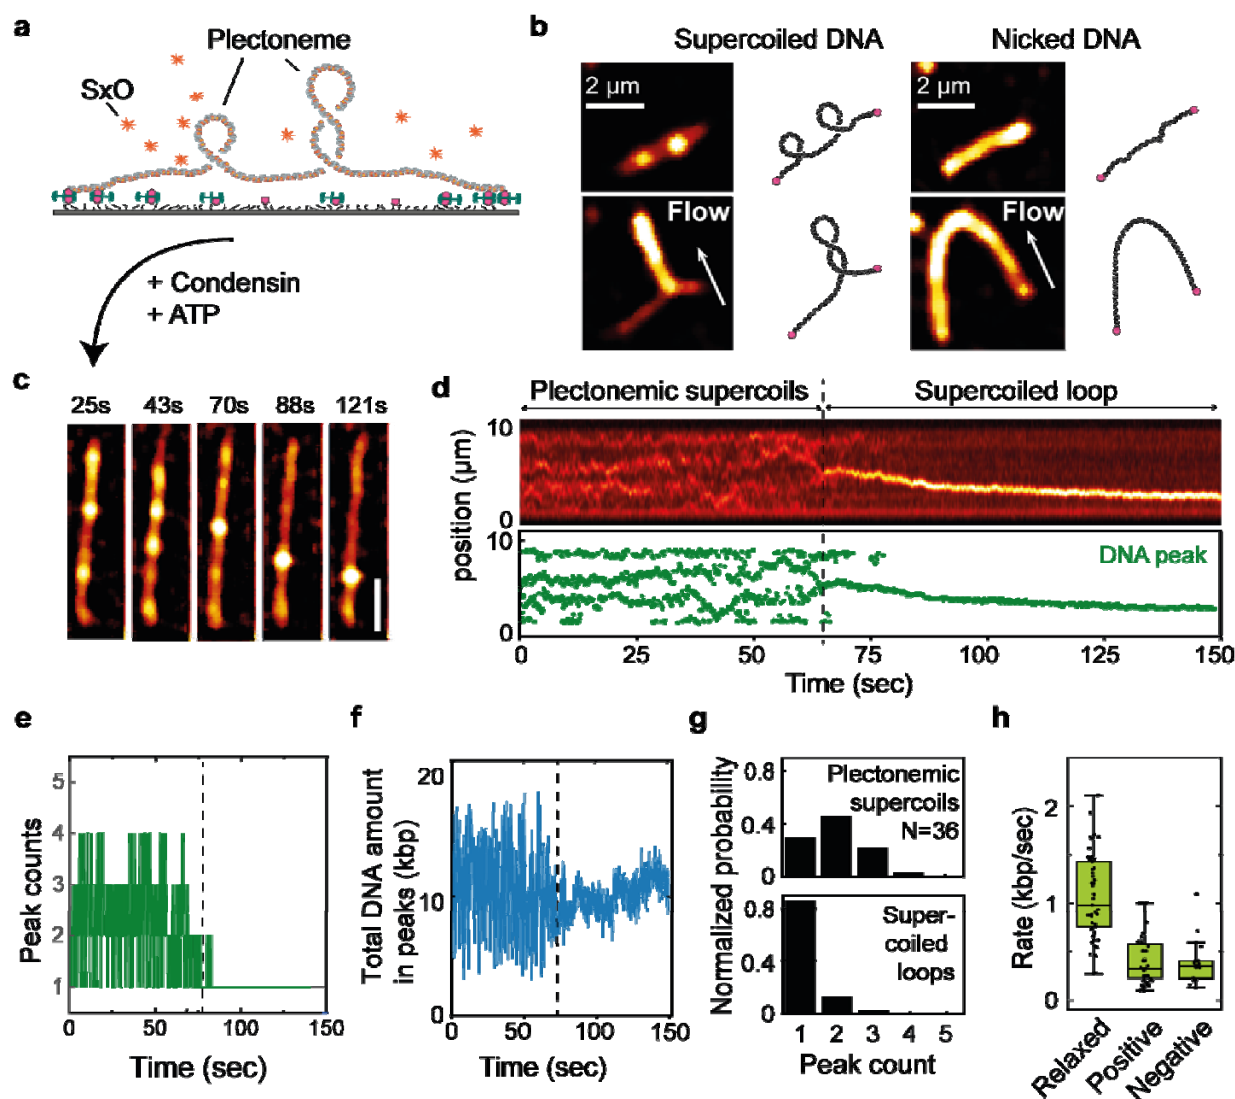 a
Plectoneme
SxO
+ Condensin
+ ATP
b
Supercoiled DNA
Nicked DNA
2 µm
2 µm
Flow
Flow
c
25s 43s 70s 88s 121s
d
Plectonemic supercoils
Supercoiled loop
position (µm)
10
0
10
0
DNA peak
0 25 50 75 100 125 150
Time (sec)
e
Peak counts
5
4
3
2
1
0 50 100 150
Time (sec)
f
Total DNA amount
in peaks (kbp)
20
10
0
0 50 100 150
Time (sec)
g
Normalized probability
0.8
0.4
0
Plectonemic
supercoils
N=36
0.8
0.4
0
Super-
coiled
loops
1 2 3 4 5
Peak count
h
Rate (kbp/sec)
2
1
0
Relaxed
Positive
Negative